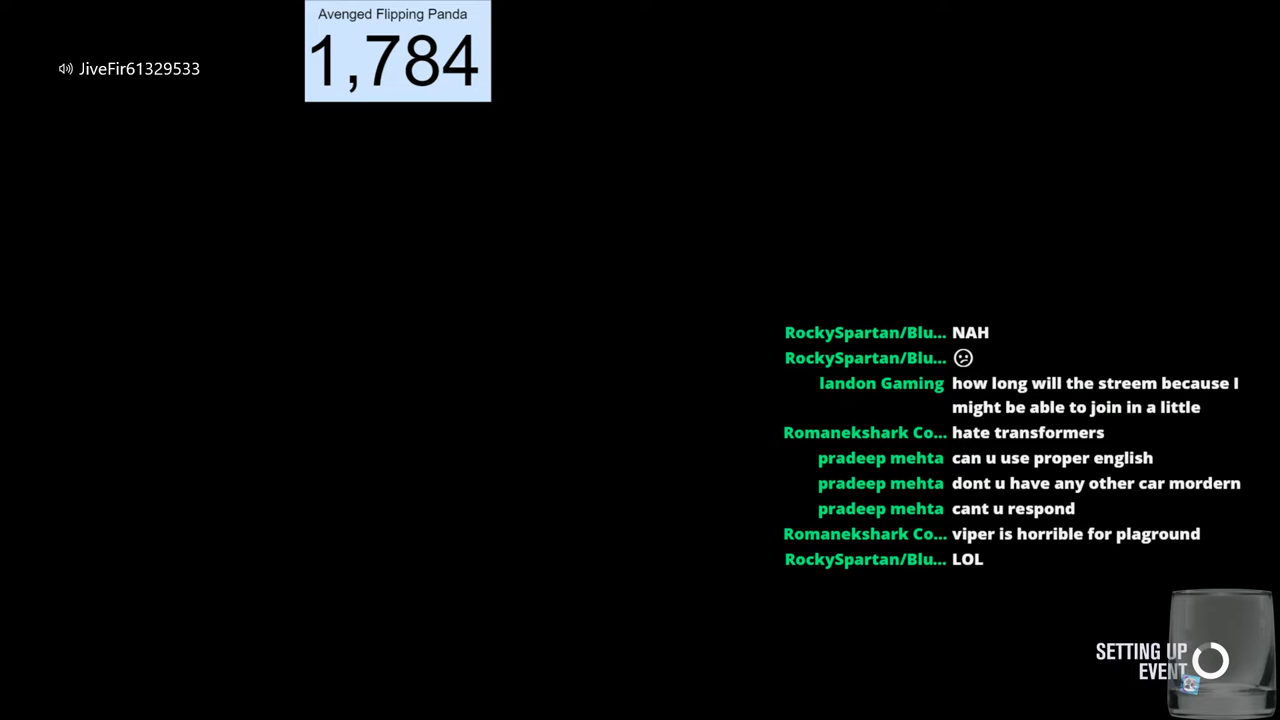 Avenged Flipping Panda
1,784
JiveFir61329533
RockySpartan/Blu... NAH
RockySpartan/Blu...
landon Gaming how long will the streem because I
might be able to join in a little
Romanekshark Co... hate transformers
pradeep mehta can u use proper english
pradeep mehta dont u have any other car mordern
pradeep mehta cant u respond
Romanekshark Co... viper is horrible for plaground
RockySpartan/Blu... LOL
SETTING UP
EVENT